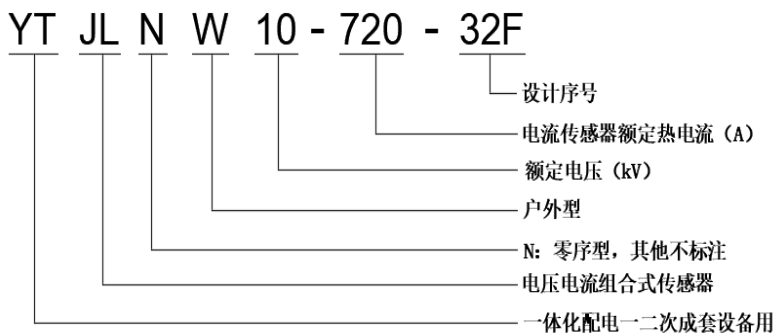 YT JL N W 10 - 720 - 32F
设计序号
电流传感器额定热电流（A）
额定电压（kV）
户外型
N：零序型，其他不标注
电压电流组合式传感器
一体化配电一二次成套设备用